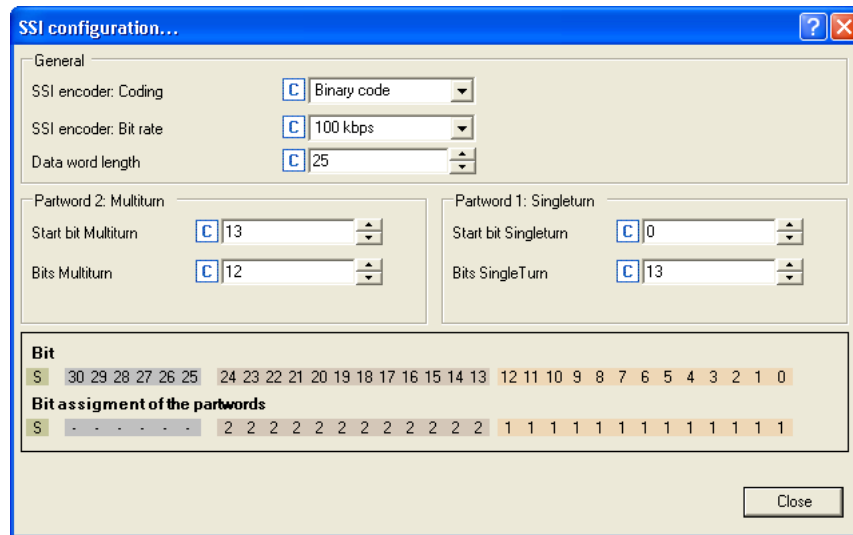 SSI configuration...
General
SSI encoder: Coding C Binary code
SSI encoder: Bit rate C 100 kbps
Data word length C 25
Partword 2: Multiturn Partword 1: Singleturn
Start bit Multiturn C 13 Start bit Singleturn C 0
Bits Multiturn C 12 Bits SingleTurn C 13
Bit
S 30 29 28 27 26 25 24 23 22 21 20 19 18 17 16 15 14 13 12 11 10 9 8 7 6 5 4 3 2 1 0
Bit assigment of the partwords
S - - - - - - 2 2 2 2 2 2 2 2 2 2 2 2 1 1 1 1 1 1 1 1 1 1 1 1 1
Close